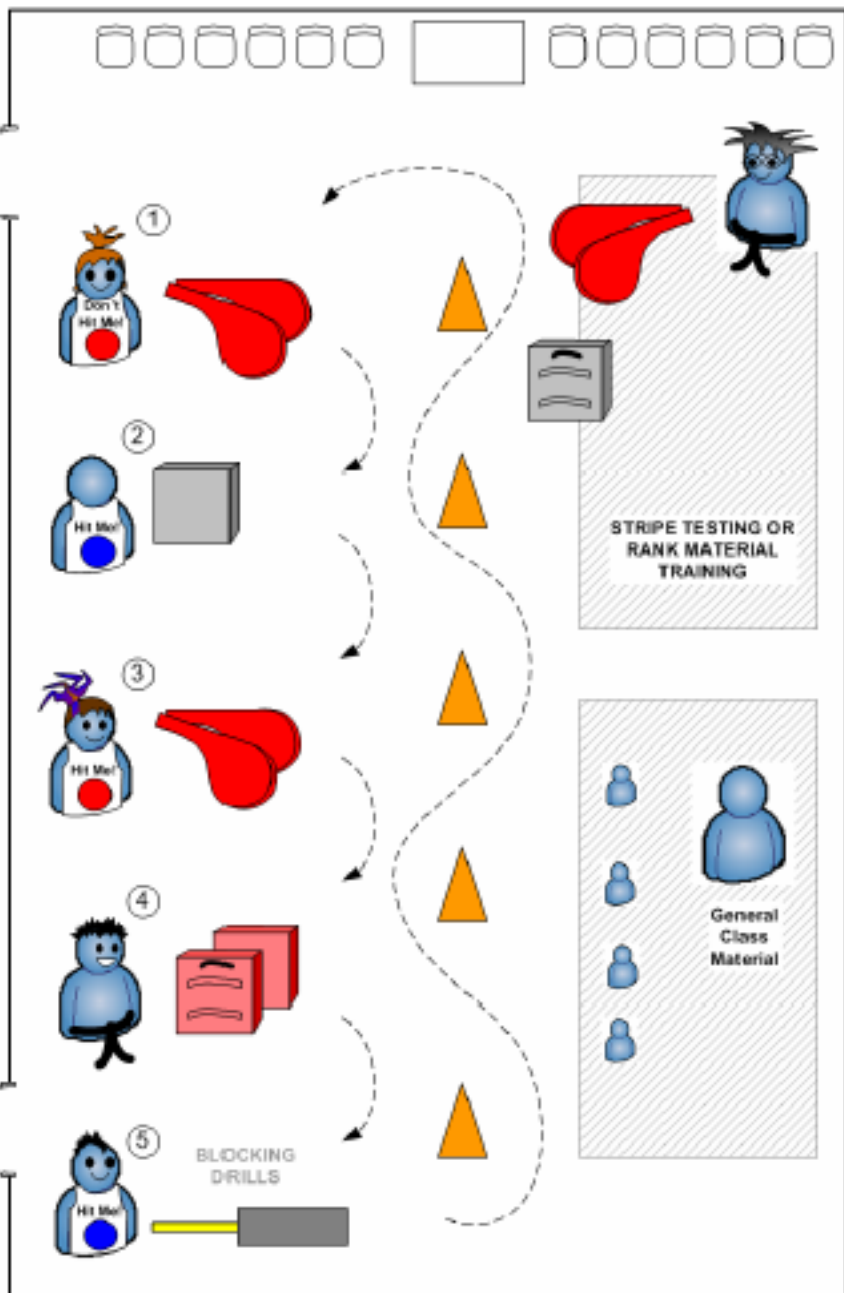 1
Don't
Hit Me!
2
Hit Me!
3
Hit Me!
4
5
Hit Me!
BLOCKING
DRILLS
STRIPE TESTING OR
RANK MATERIAL
TRAINING
General
Class
Material